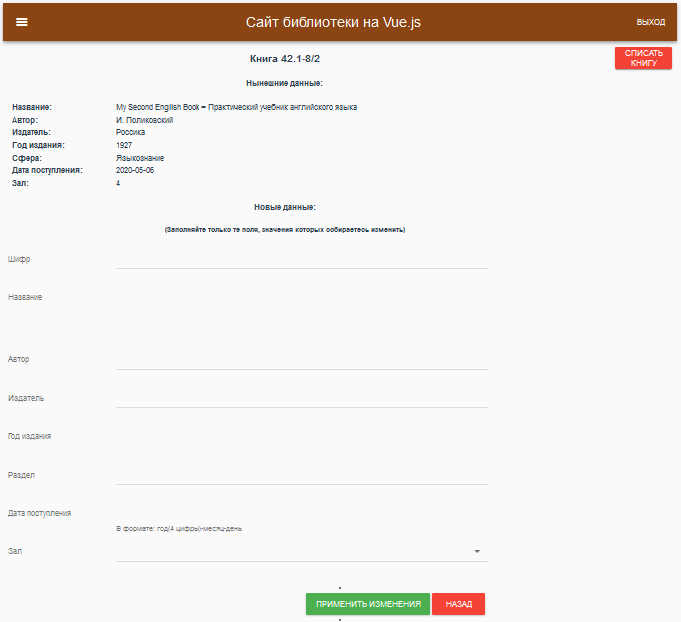 Сайт библиотеки на Vue.js
ВЫХОД
СПИСАТЬ
КНИГУ
Книга 42.1-8/2
Нынешние данные:
Название: My Second English Book = Практический учебник английского языка
Автор: И. Поликовский
Издатель: Россика
Год издания: 1927
Сфера: Языкознание
Дата поступления: 2020-05-06
Зал: 4
Новые данные:
(Заполняйте только те поля, значения которых собираетесь изменить)
Шифр
Название
Автор
Издатель
Год издания
Раздел
Дата поступления
В формате: год(4 цифры)-месяц-день
Зал
ПРИМЕНИТЬ ИЗМЕНЕНИЯ НАЗАД